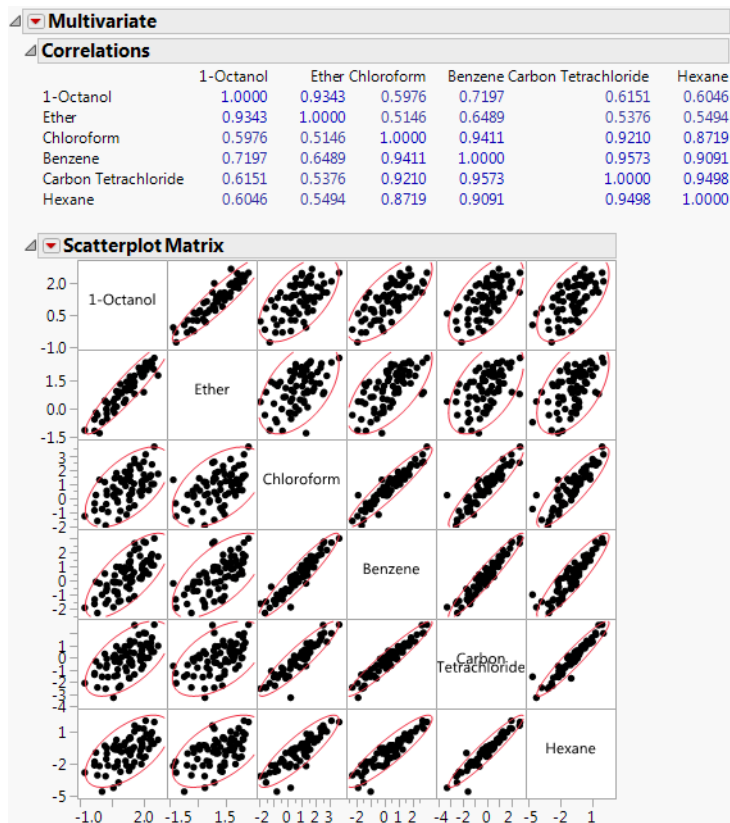 Multivariate
Correlations
1-Octanol Ether Chloroform Benzene Carbon Tetrachloride Hexane
1-Octanol 1.0000 0.9343 0.5976 0.7197 0.6151 0.6046
Ether 0.9343 1.0000 0.5146 0.6489 0.5376 0.5494
Chloroform 0.5976 0.5146 1.0000 0.9411 0.9210 0.8719
Benzene 0.7197 0.6489 0.9411 1.0000 0.9573 0.9091
Carbon Tetrachloride 0.6151 0.5376 0.9210 0.9573 1.0000 0.9498
Hexane 0.6046 0.5494 0.8719 0.9091 0.9498 1.0000
Scatterplot Matrix
2.0
1-Octanol
0.5
-1.0
1.5
Ether
0.0
-1.5
3
2
Chloroform
1
0
-1
-2
2
1
Benzene
0
-1
-2
1
0
Carbon
Tetrachloride
-1
-2
-3
-4
1
Hexane
-2
-5
-1.0 2.0 -1.5 1.5 -2 0 1 2 3 -2 0 1 2 -4 -2 0 2 -5 -2 1